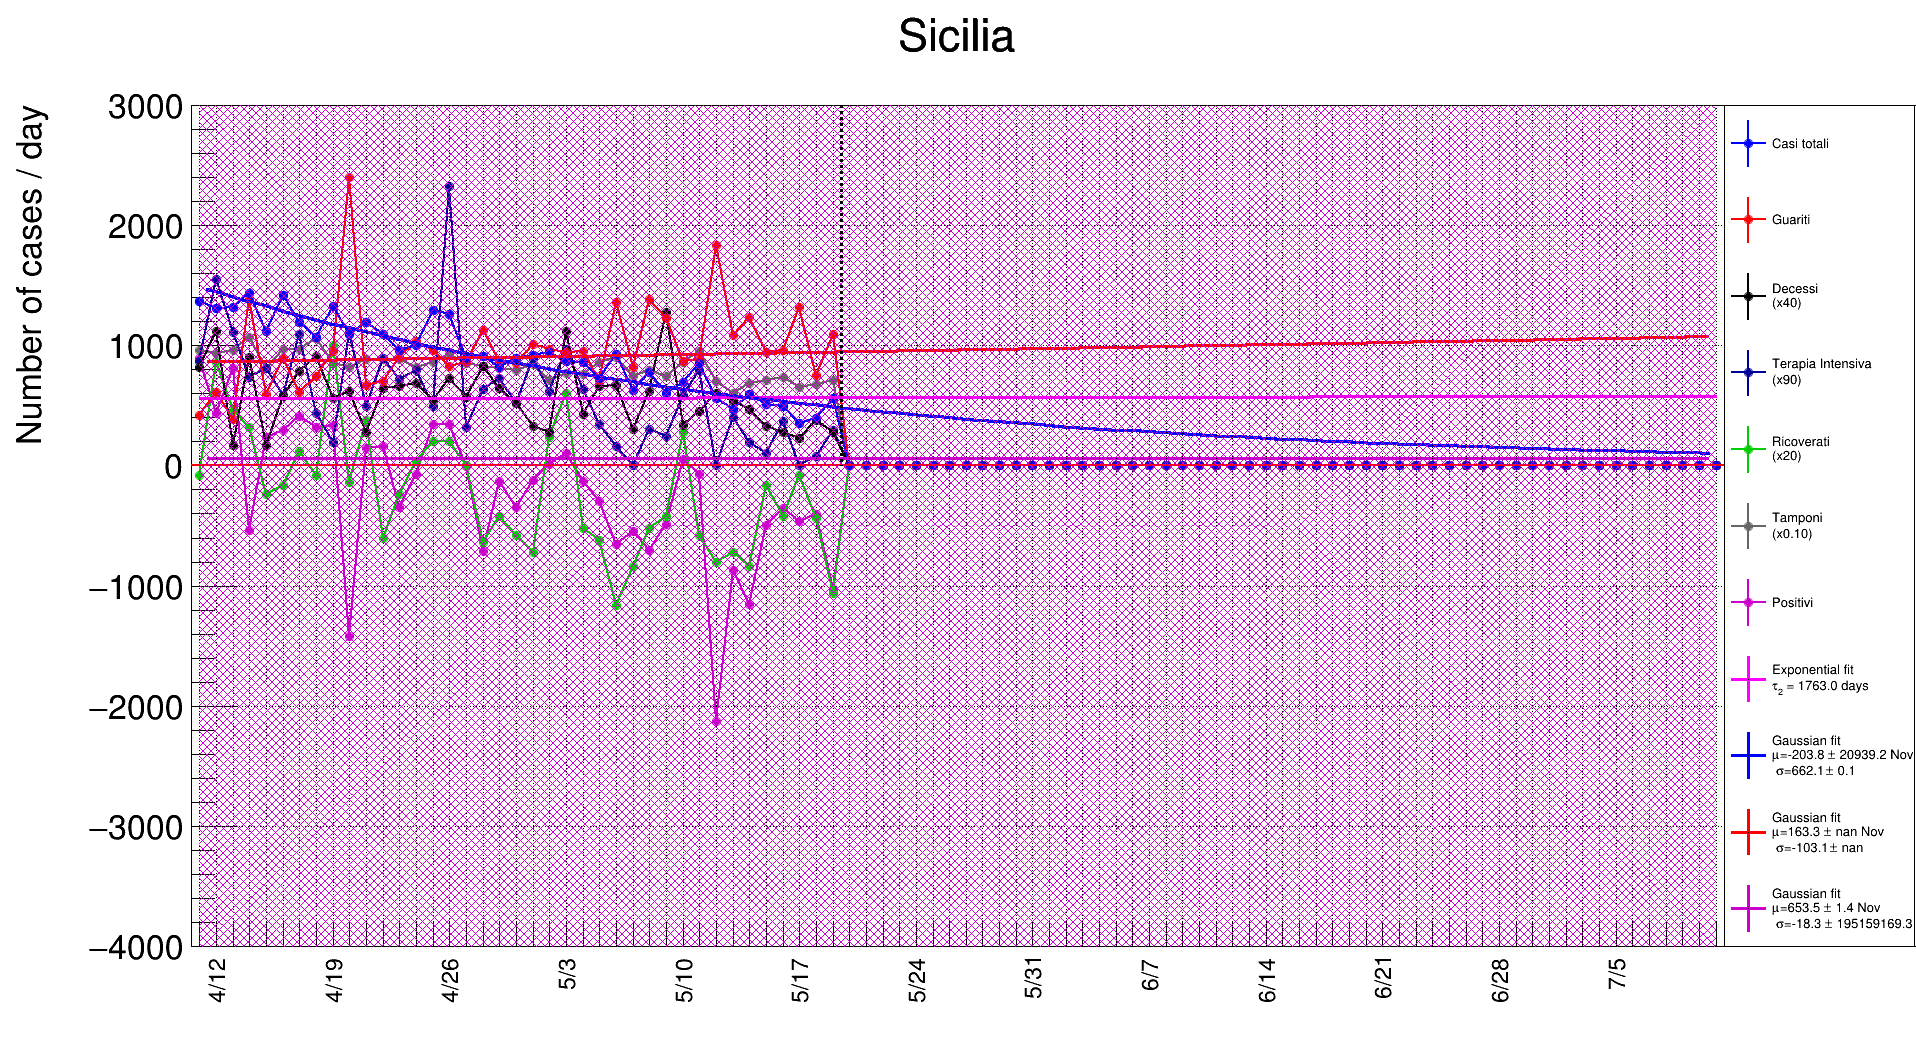 Sicilia
Number of cases / day
3000
2000
1000
0
−1000
−2000
−3000
−4000
4/12
4/19
4/26
5/3
5/10
5/17
5/24
5/31
6/7
6/14
6/21
6/28
7/5
Casi totali
Guariti
Decessi
(x40)
Terapia Intensiva
(x90)
Ricoverati
(x20)
Tamponi
(x0.10)
Positivi
Exponential fit
τ2 = 1763.0 days
Gaussian fit
μ=-203.8 ± 20939.2 Nov
σ=662.1 ± 0.1
Gaussian fit
μ=163.3 ± nan Nov
σ=-103.1 ± nan
Gaussian fit
μ=653.5 ± 1.4 Nov
σ=-18.3 ± 195159169.3